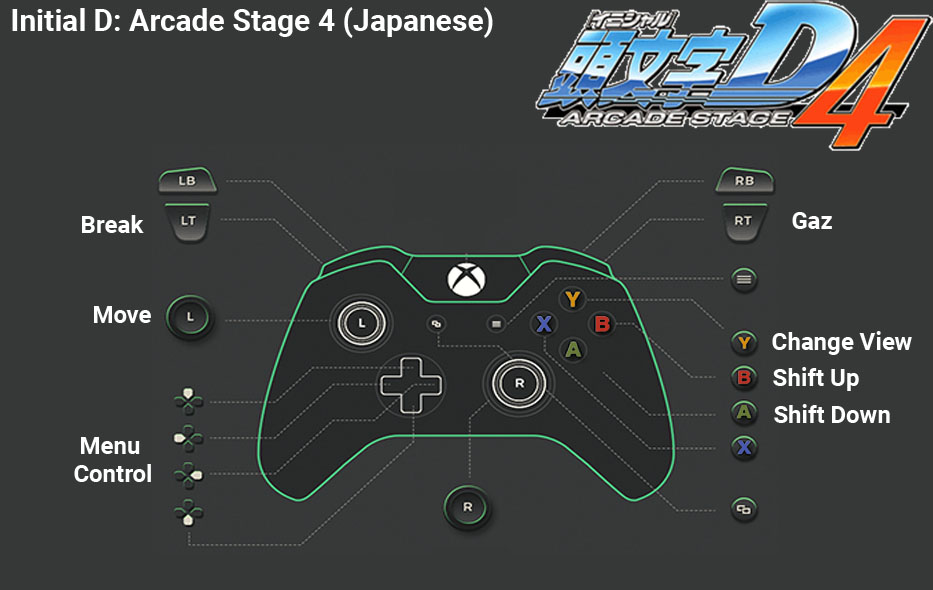 Initial D: Arcade Stage 4 (Japanese)
イニシャル
頭文字D4
ARCADE STAGE
LB
RB
LT
RT
Break
Gaz
Move
L
L
Y
X
B
A
R
Y Change View
B Shift Up
A Shift Down
X
Menu
Control
R